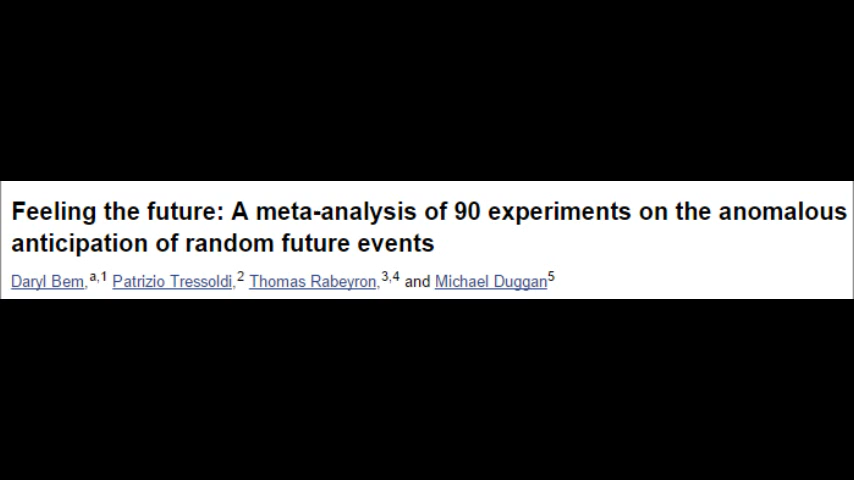 Feeling the future: A meta-analysis of 90 experiments on the anomalous
anticipation of random future events
Daryl Bem,a,1 Patrizio Tressoldi,2 Thomas Rabeyron,3,4 and Michael Duggan5